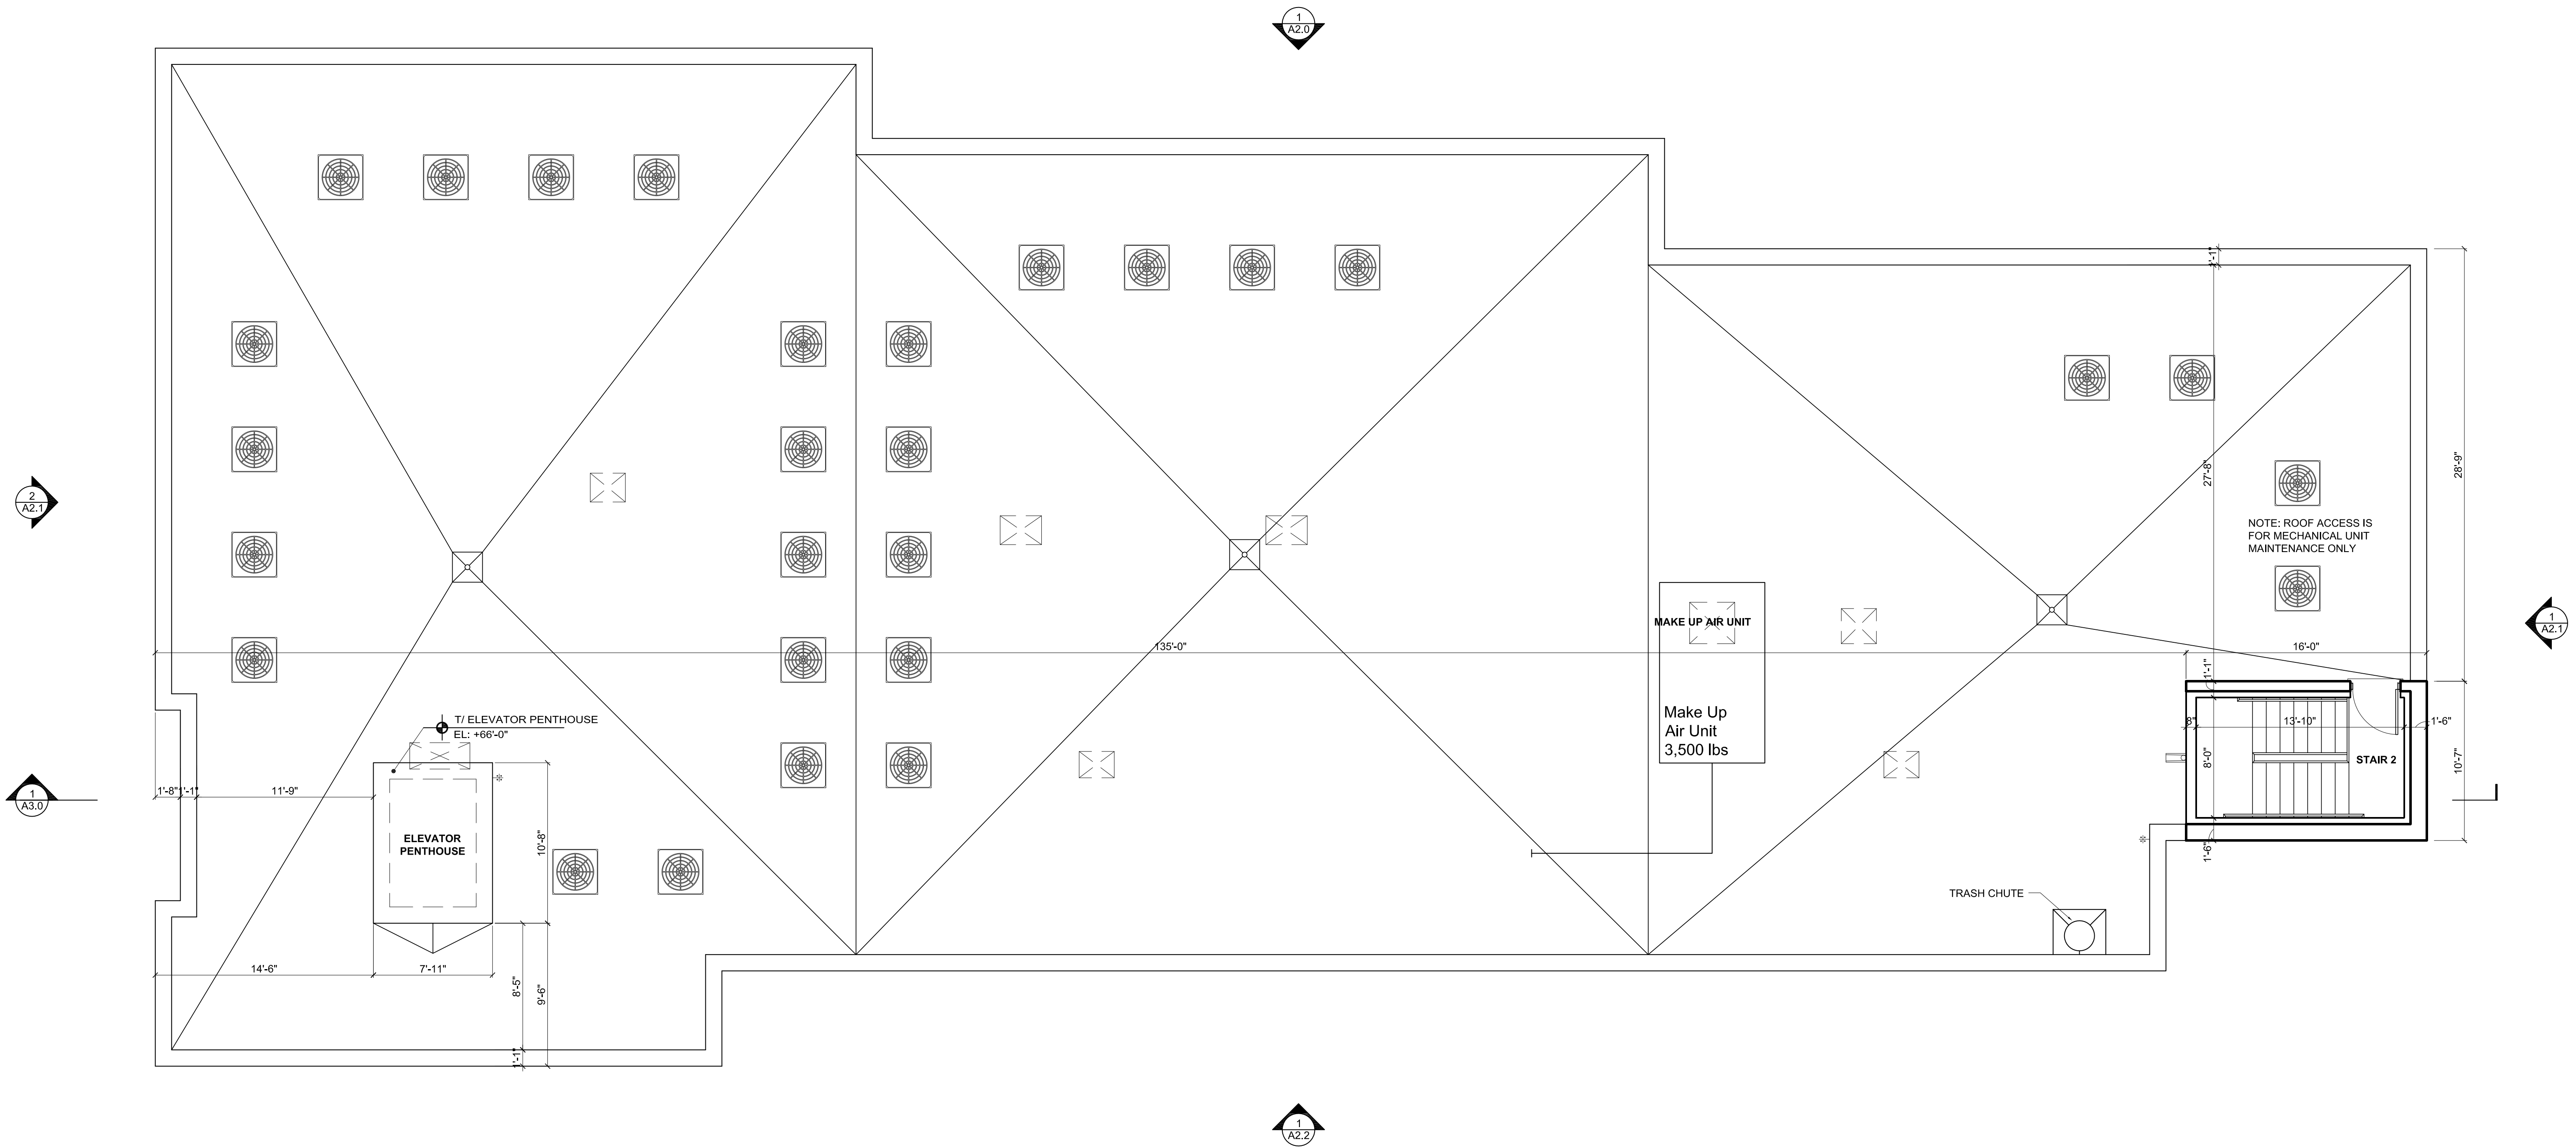 1
A2.0
1'-1"
27'-8"
28'-9"
2
A2.1
NOTE: ROOF ACCESS IS
FOR MECHANICAL UNIT
MAINTENANCE ONLY
MAKE UP AIR UNIT
1
A2.1
135'-0"
16'-0"
1'-1"
Make Up
Air Unit
3,500 lbs
T/ ELEVATOR PENTHOUSE
EL: +66'-0"
8"
13'-10"
1'-6"
8'-0"
STAIR 2
10'-7"
1
A3.0
1'-8"
1'-1"
11'-9"
ELEVATOR
PENTHOUSE
10'-8"
1'-6"
TRASH CHUTE
14'-6"
7'-11"
8'-5"
9'-6"
1'-1"
1
A2.2